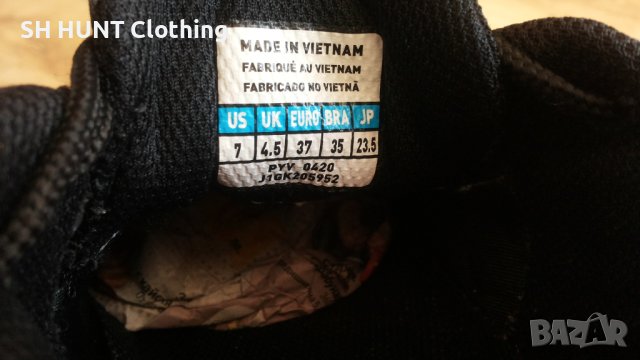 SH HUNT Clothing
MADE IN VIETNAM
FABRIQUÉ AU VIETNAM
FABRICADO NO VIETNÃ
US UK EURO BRA JP
7 4.5 37 35 23.5
PYV 0420
J1GK205952
BAZAR